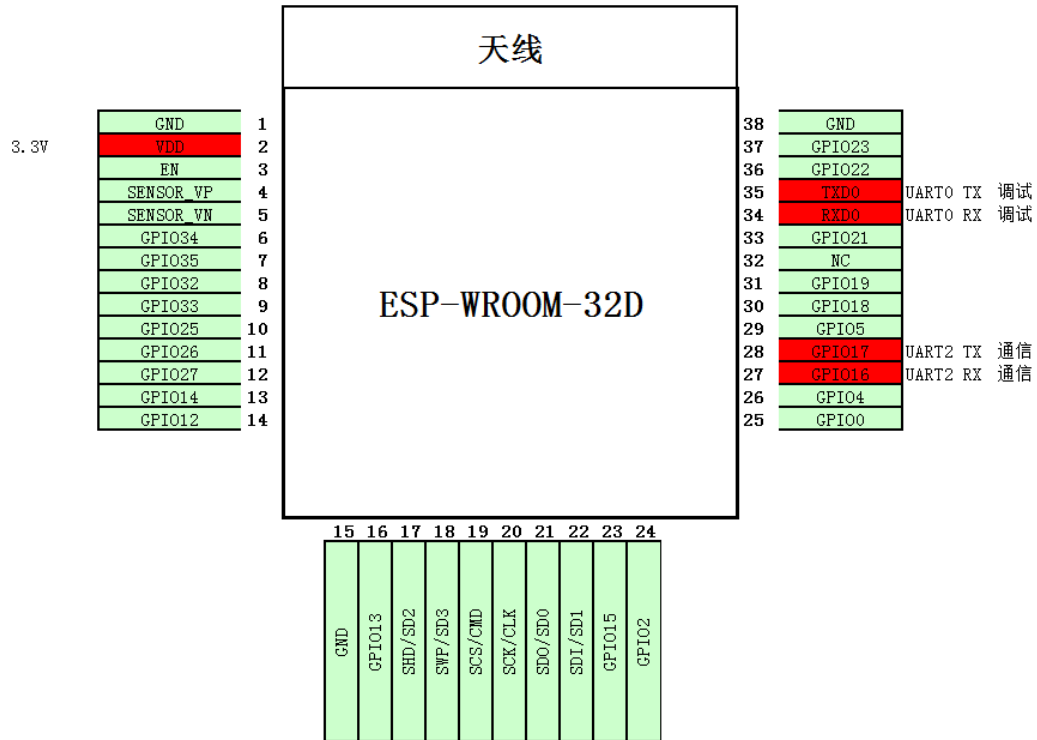 天线
GND 1
3.3V VDD 2
EN 3
SENSOR_VP 4
SENSOR_VN 5
GPIO34 6
GPIO35 7
GPIO32 8
GPIO33 9
GPIO25 10
GPIO26 11
GPIO27 12
GPIO14 13
GPIO12 14
ESP-WROOM-32D
38 GND
37 GPIO23
36 GPIO22
35 TXD0 UART0 TX 调试
34 RXD0 UART0 RX 调试
33 GPIO21
32 NC
31 GPIO19
30 GPIO18
29 GPIO5
28 GPIO17 UART2 TX 通信
27 GPIO16 UART2 RX 通信
26 GPIO4
25 GPIO0
15 16 17 18 19 20 21 22 23 24
GND
GPIO13
SHD/SD2
SWP/SD3
SCS/CMD
SCK/CLK
SDO/SD0
SDI/SD1
GPIO15
GPIO2